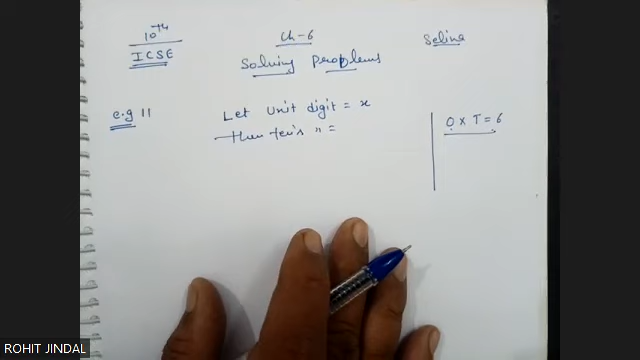 10th
ICSE
Ch-6
Solving Problems
Selina
e.g 11
Let Unit digit = x
Then ten's " =
O × T = 6
ROHIT JINDAL